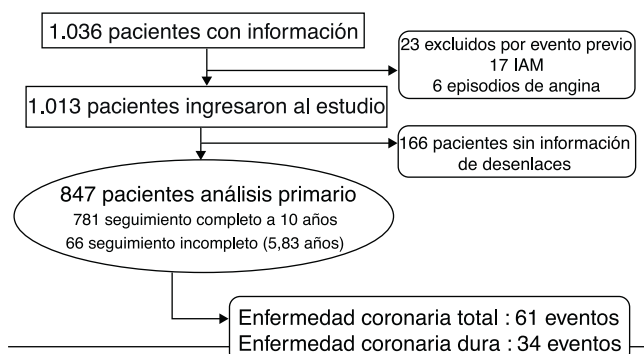 1.036 pacientes con información
23 excluidos por evento previo
17 IAM
6 episodios de angina
1.013 pacientes ingresaron al estudio
166 pacientes sin información
de desenlaces
847 pacientes análisis primario
781 seguimiento completo a 10 años
66 seguimiento incompleto (5,83 años)
Enfermedad coronaria total : 61 eventos
Enfermedad coronaria dura : 34 eventos